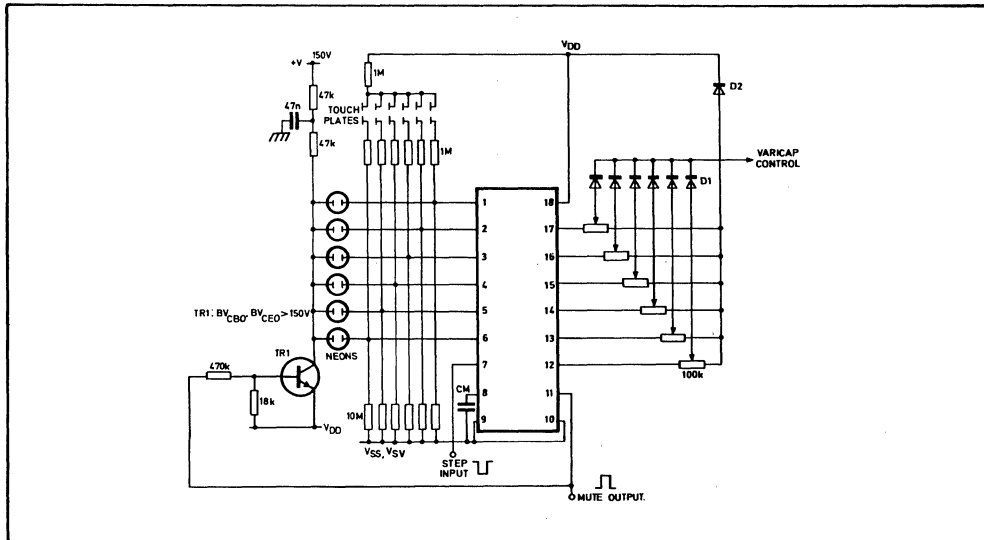 VDD
150V
+V
1M
D2
47k
47n
TOUCH
PLATES
47k
1M
VARICAP
CONTROL
D1
1
18
2
17
3
16
4
15
5
14
TR1: BVCBO, BVCEO > 150V
6
13
NEONS
TR1
7
12
470k
100k
CM
8
11
18k
10M
9
10
VDD
VSS, VSV
STEP
INPUT
MUTE OUTPUT.